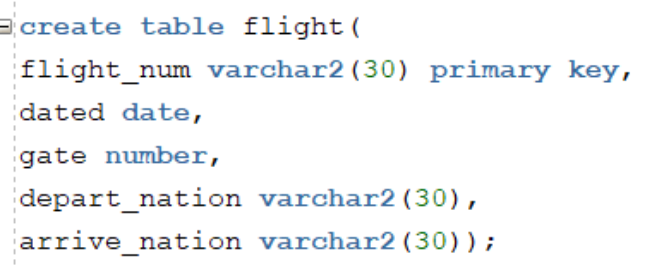 create table flight(
flight_num varchar2(30) primary key,
dated date,
gate number,
depart_nation varchar2(30),
arrive_nation varchar2(30));